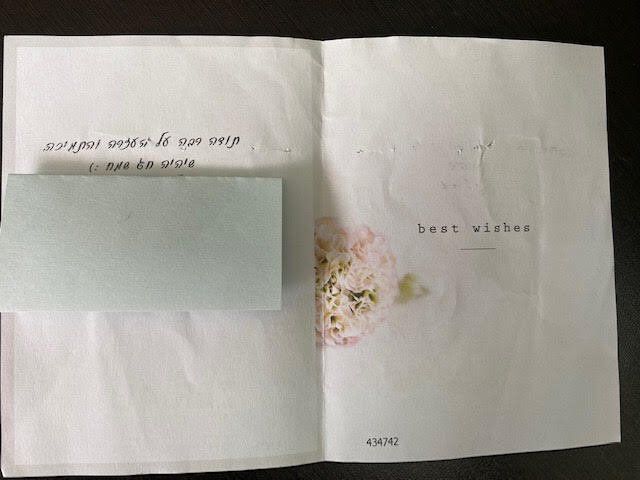 תודה רבה על העזרה והתמיכה.
שיהיה חג שמח :)
best wishes
434742